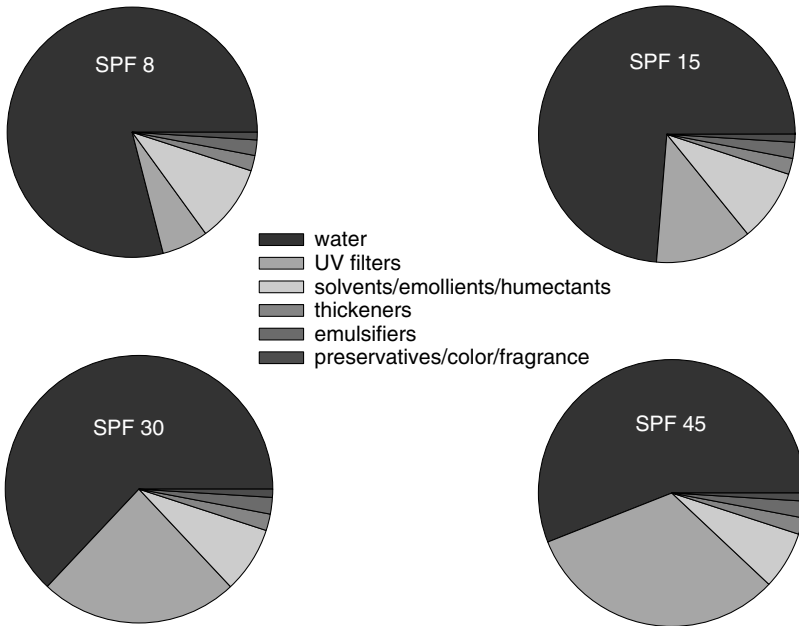 SPF 8
SPF 15
water
UV filters
solvents/emollients/humectants
thickeners
emulsifiers
preservatives/color/fragrance
SPF 30
SPF 45